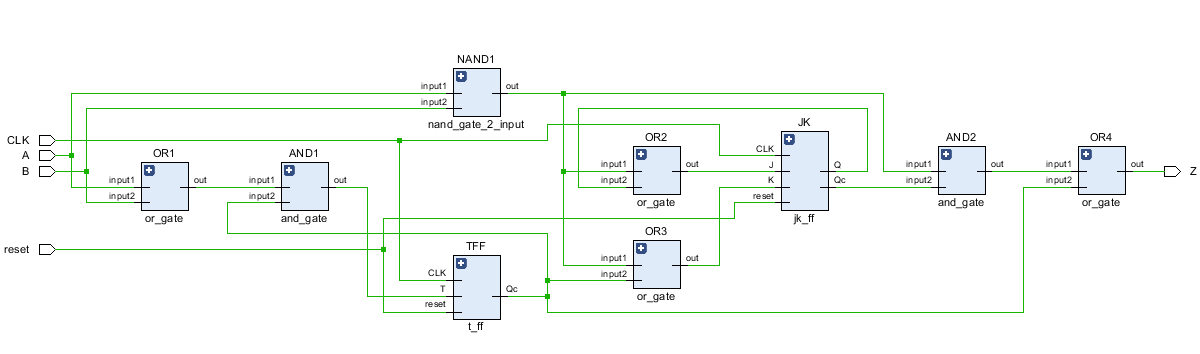 NAND1
input1
out
input2
nand_gate_2_input
CLK
A
B
OR1
input1
out
input2
or_gate
AND1
input1
out
input2
and_gate
OR2
input1
out
input2
or_gate
JK
CLK
J
Q
K
Qc
reset
jk_ff
AND2
input1
out
input2
and_gate
OR4
input1
out
input2
or_gate
Z
reset
TFF
CLK
T
Qc
reset
t_ff
OR3
input1
out
input2
or_gate